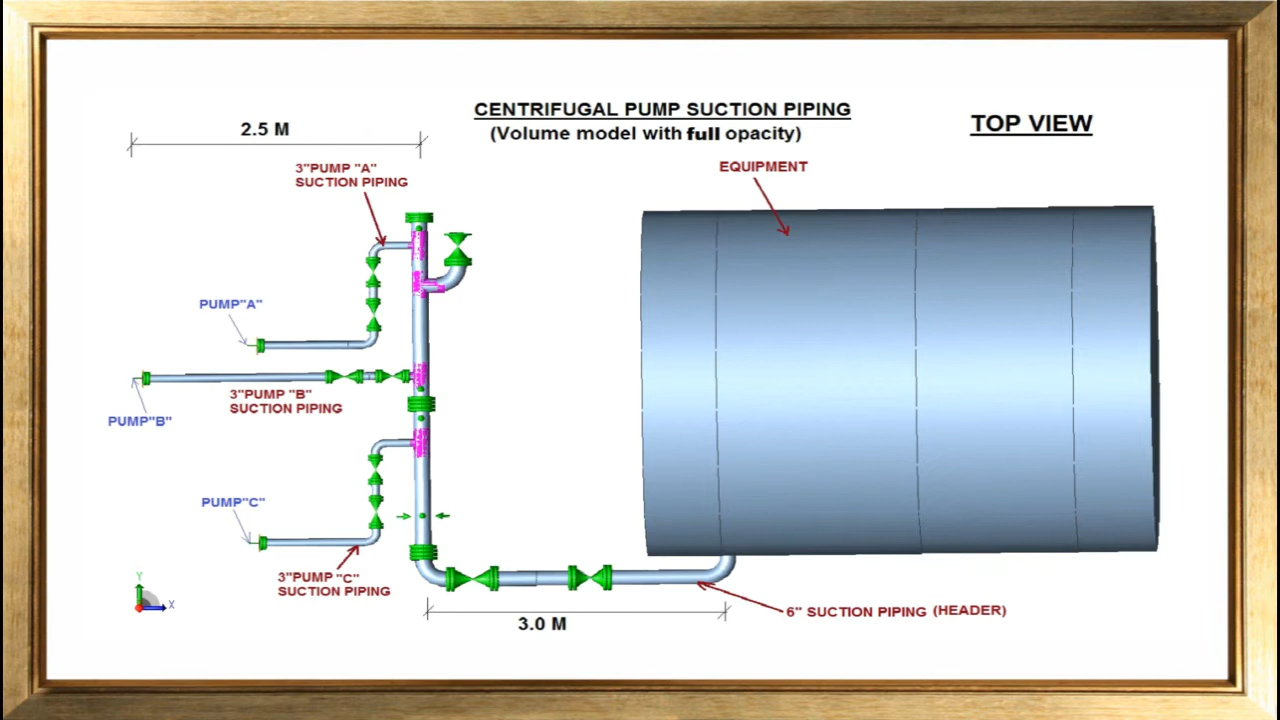 CENTRIFUGAL PUMP SUCTION PIPING
(Volume model with full opacity)
TOP VIEW
2.5 M
EQUIPMENT
3"PUMP "A"
SUCTION PIPING
PUMP"A"
3"PUMP "B"
SUCTION PIPING
PUMP"B"
PUMP"C"
3"PUMP "C"
SUCTION PIPING
Y
X
3.0 M
6" SUCTION PIPING (HEADER)